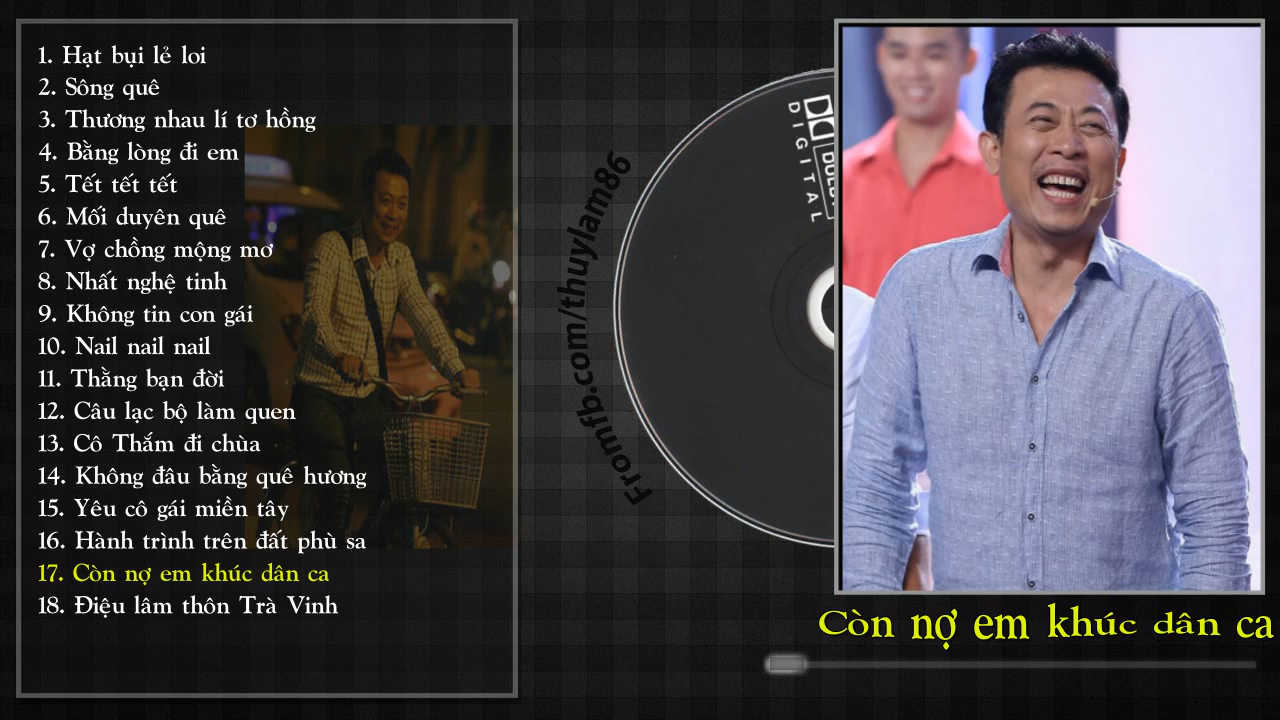 1. Hạt bụi lẻ loi
2. Sông quê
3. Thương nhau lí tơ hồng
4. Bằng lòng đi em
5. Tết tết tết
6. Mối duyên quê
7. Vợ chồng mộng mơ
8. Nhất nghệ tinh
9. Không tin con gái
10. Nail nail nail
11. Thằng bạn đời
12. Câu lạc bộ làm quen
13. Cô Thắm đi chùa
14. Không đâu bằng quê hương
15. Yêu cô gái miền tây
16. Hành trình trên đất phù sa
17. Còn nợ em khúc dân ca
18. Điệu lâm thôn Trà Vinh
Fromfb.com/thuylam86
DIGITAL
Còn nợ em khúc dân ca